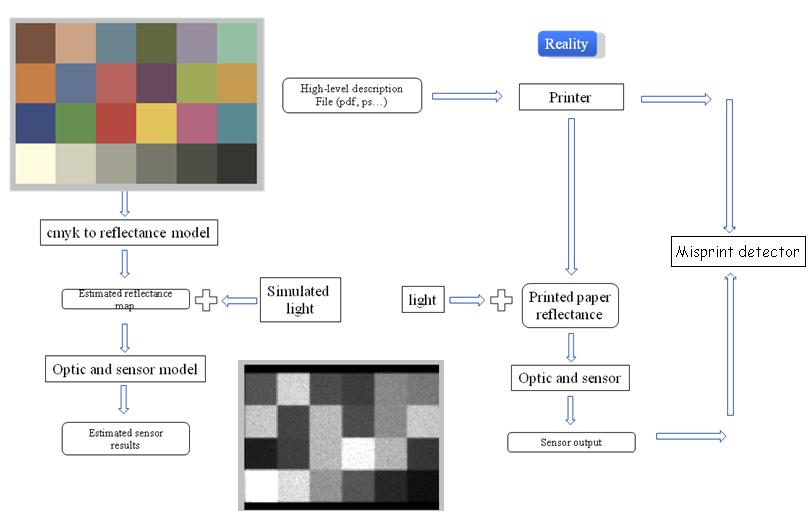 Reality
High-level description
File (pdf, ps...)
Printer
cmyk to reflectance model
Misprint detector
Estimated reflectance
map
Simulated
light
light
Printed paper
reflectance
Optic and sensor model
Optic and sensor
Estimated sensor
results
Sensor output